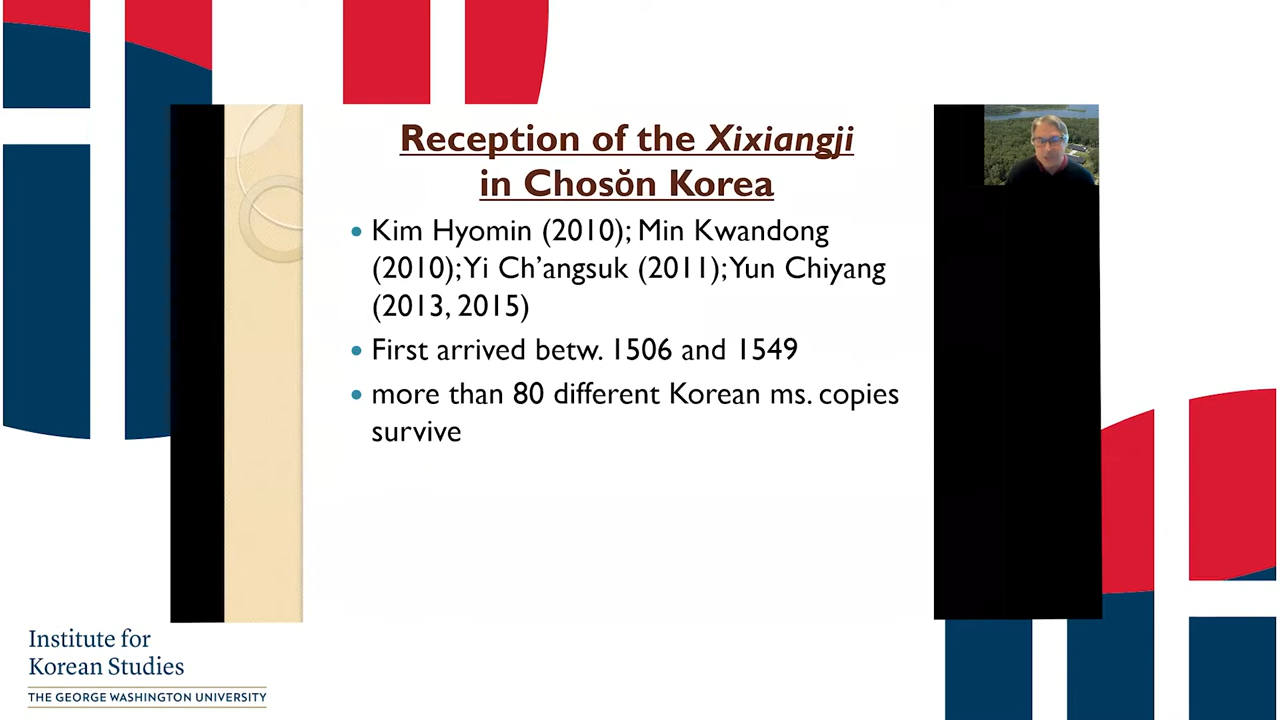 Reception of the Xixiangji
in Chosŏn Korea
• Kim Hyomin (2010); Min Kwandong
(2010); Yi Ch’angsuk (2011); Yun Chiyang
(2013, 2015)
• First arrived betw. 1506 and 1549
• more than 80 different Korean ms. copies
survive
Institute for
Korean Studies
THE GEORGE WASHINGTON UNIVERSITY